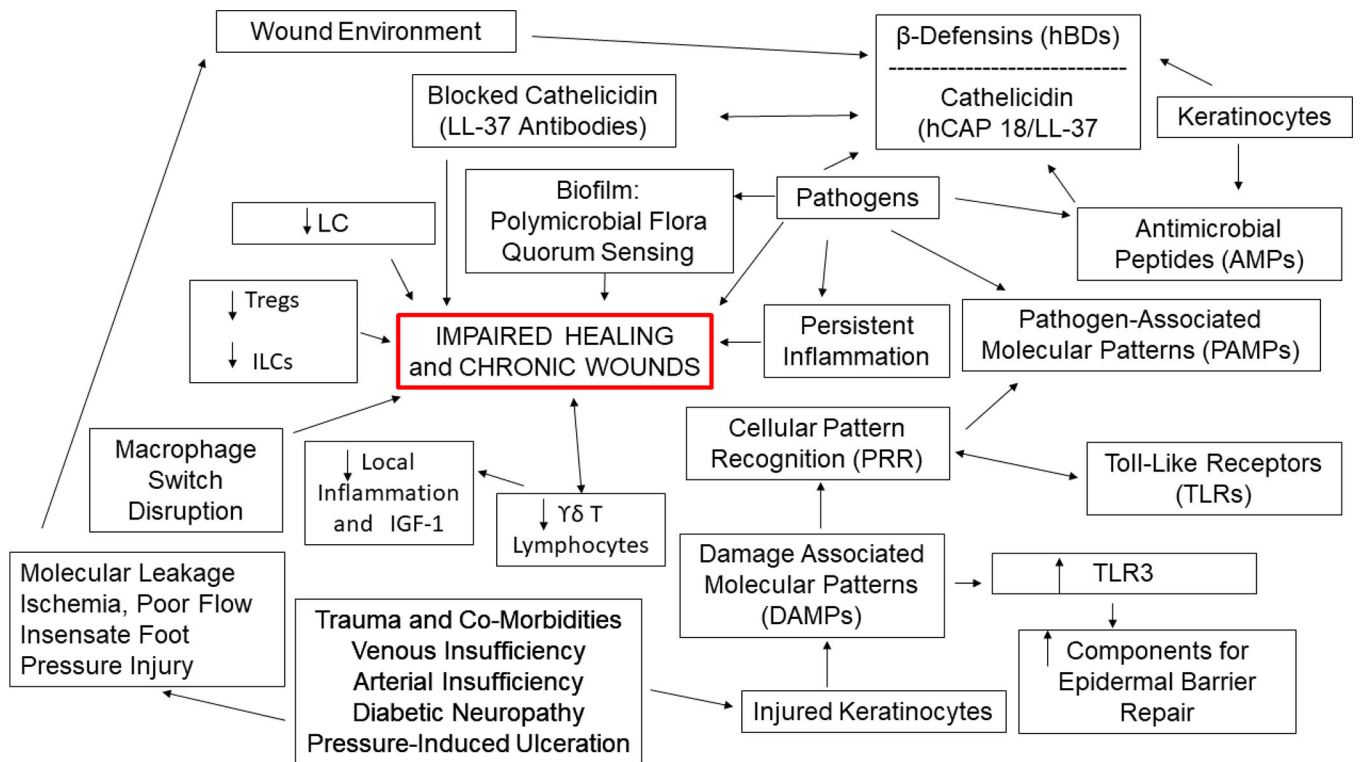 Wound Environment
β-Defensins (hBDs)
-----------------------------
Cathelicidin
(hCAP 18/LL-37
Blocked Cathelicidin
(LL-37 Antibodies)
Keratinocytes
Biofilm:
Polymicrobial Flora
Quorum Sensing
Pathogens
↓ LC
Antimicrobial
Peptides (AMPs)
↓ Tregs
↓ ILCs
IMPAIRED HEALING
and CHRONIC WOUNDS
Persistent
Inflammation
Pathogen-Associated
Molecular Patterns (PAMPs)
Macrophage
Switch
Disruption
↓ Local
Inflammation
and IGF-1
↓ ϒδ T
Lymphocytes
Cellular Pattern
Recognition (PRR)
Toll-Like Receptors
(TLRs)
Molecular Leakage
Ischemia, Poor Flow
Insensate Foot
Pressure Injury
Damage Associated
Molecular Patterns
(DAMPs)
↑ TLR3
Trauma and Co-Morbidities
Venous Insufficiency
Arterial Insufficiency
Diabetic Neuropathy
Pressure-Induced Ulceration
Injured Keratinocytes
↑ Components for
Epidermal Barrier
Repair